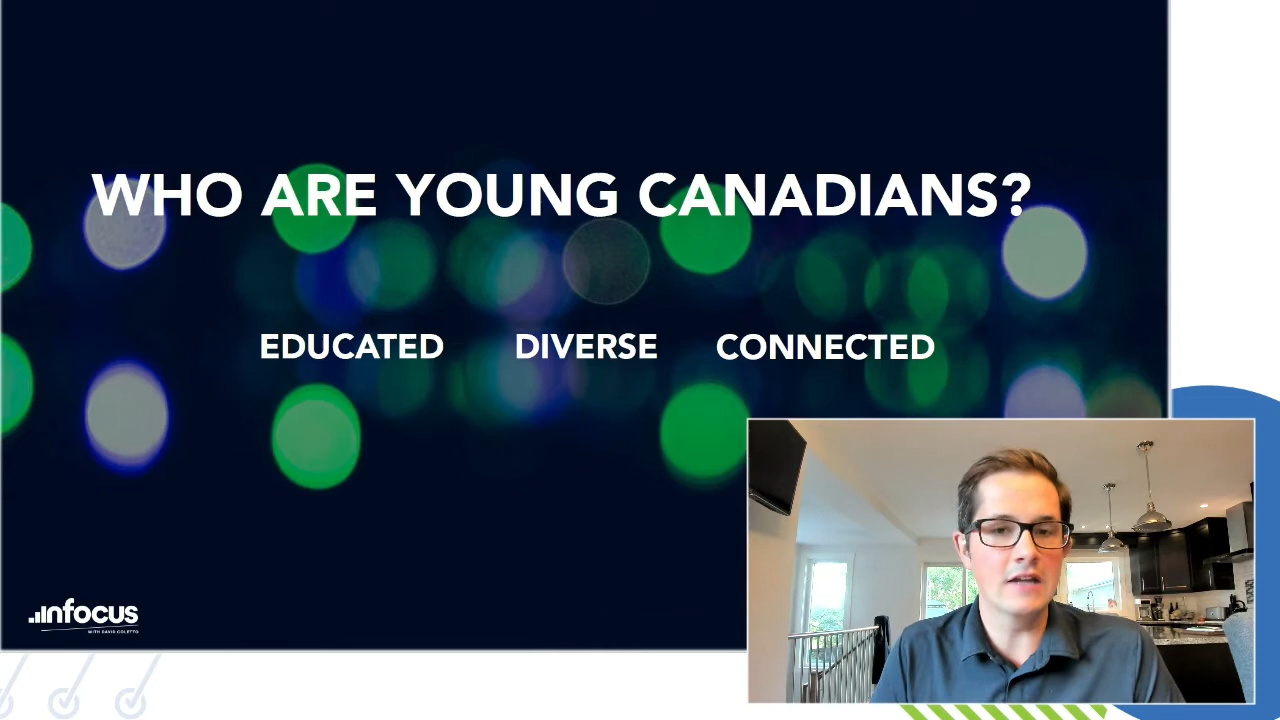 WHO ARE YOUNG CANADIANS?
EDUCATED DIVERSE CONNECTED
infocus
WITH DAVID COLETTO